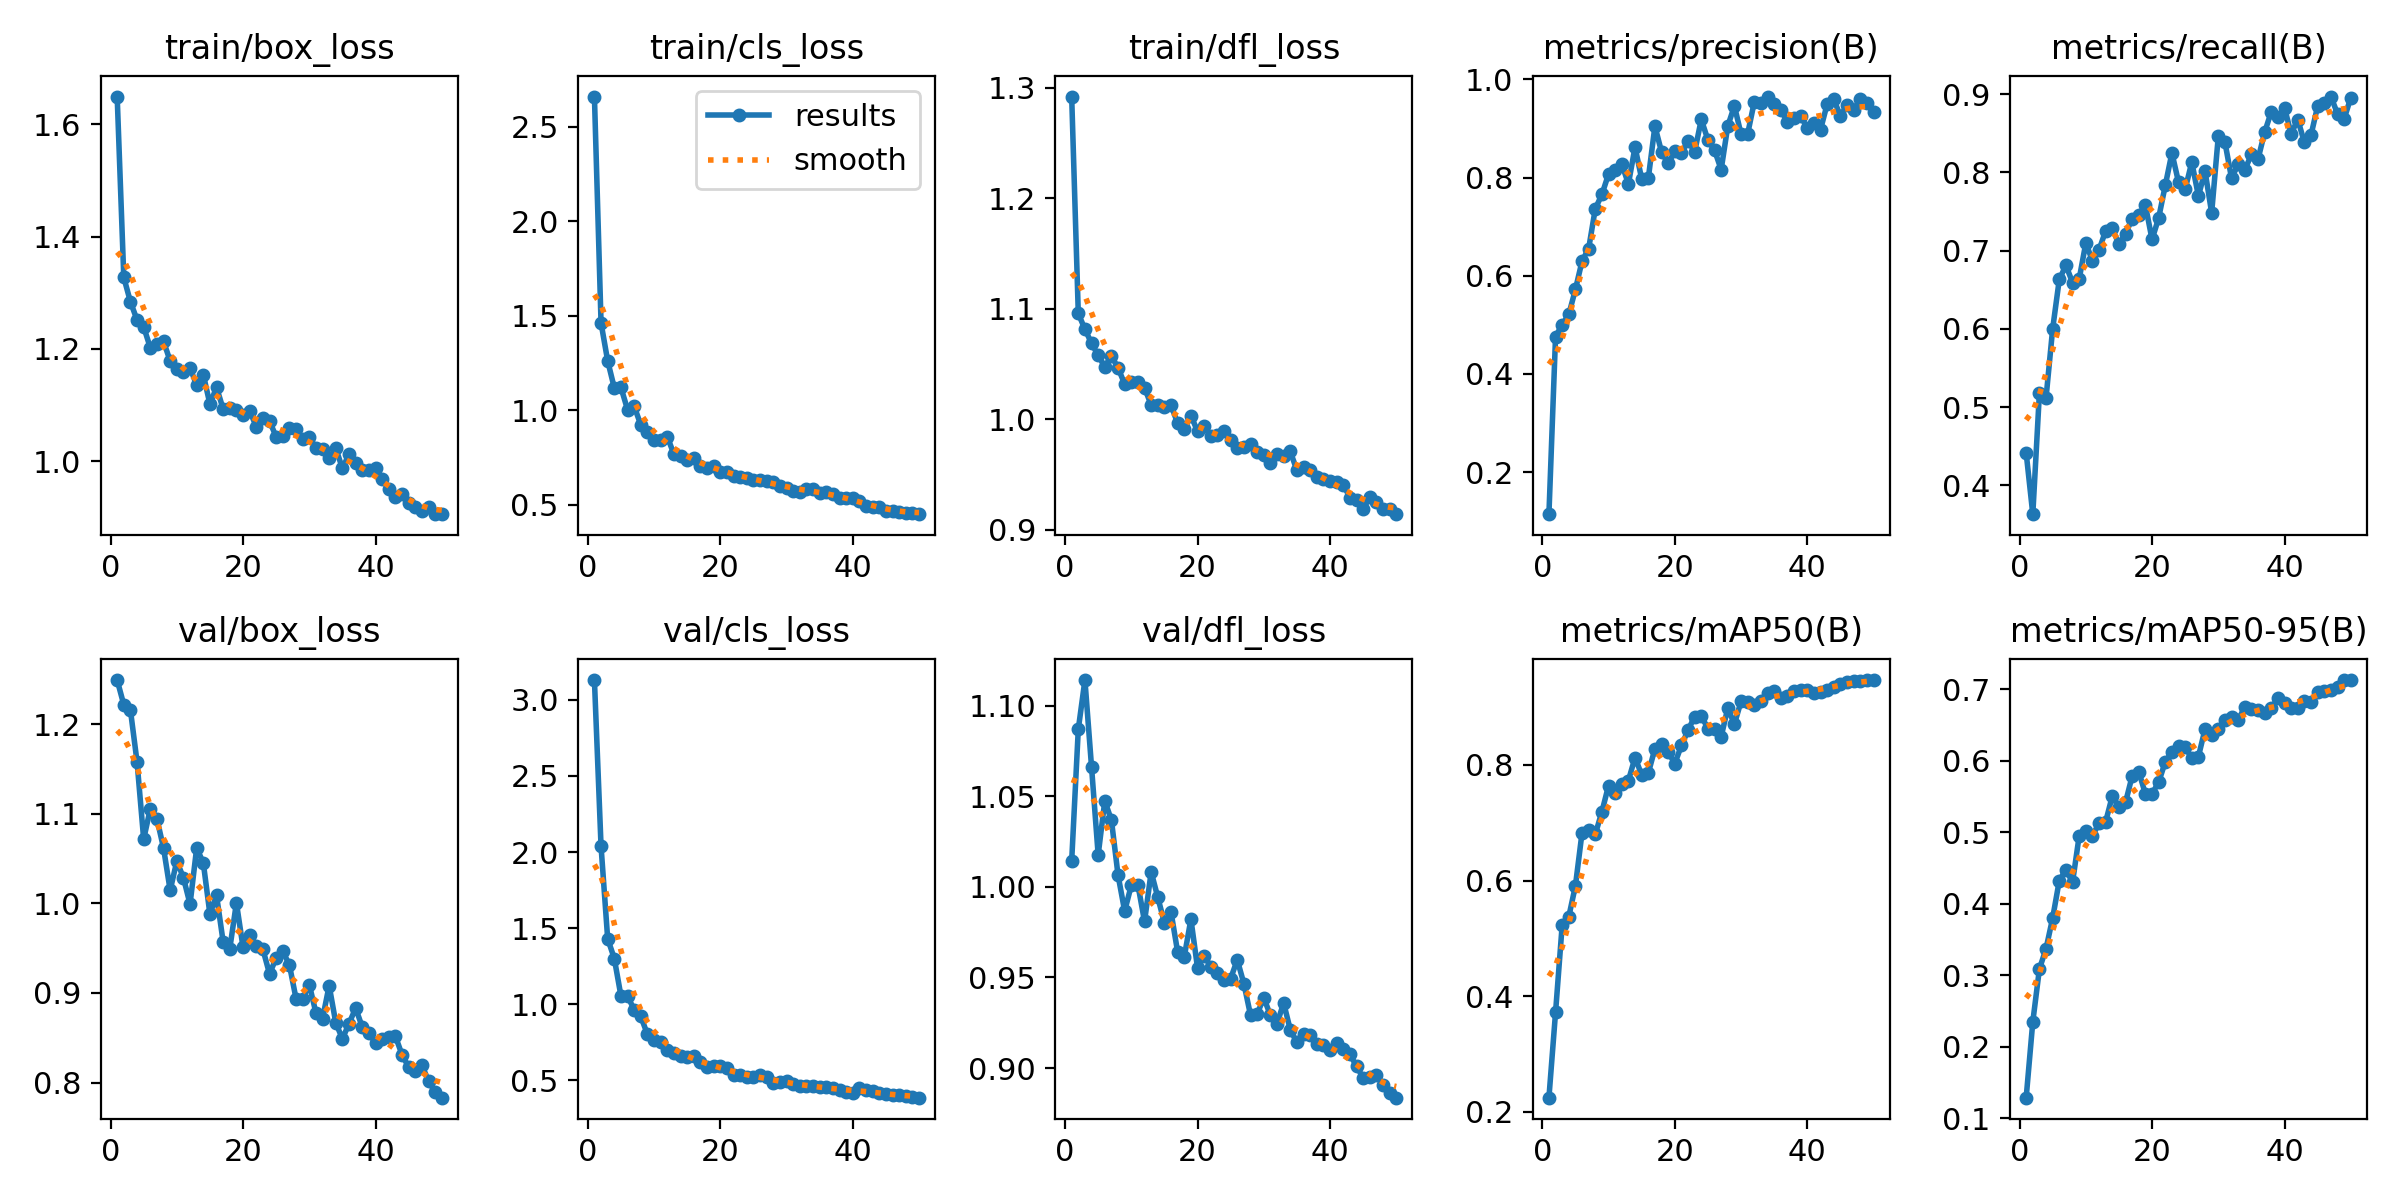 train/box_loss
train/cls_loss
train/dfl_loss
metrics/precision(B)
metrics/recall(B)
1.6
1.4
1.2
1.0
0 20 40
results
smooth
2.5
2.0
1.5
1.0
0.5
0 20 40
1.3
1.2
1.1
1.0
0.9
0 20 40
1.0
0.8
0.6
0.4
0.2
0 20 40
0.9
0.8
0.7
0.6
0.5
0.4
0 20 40
val/box_loss
val/cls_loss
val/dfl_loss
metrics/mAP50(B)
metrics/mAP50-95(B)
1.2
1.1
1.0
0.9
0.8
0 20 40
3.0
2.5
2.0
1.5
1.0
0.5
0 20 40
1.10
1.05
1.00
0.95
0.90
0 20 40
0.8
0.6
0.4
0.2
0 20 40
0.7
0.6
0.5
0.4
0.3
0.2
0.1
0 20 40